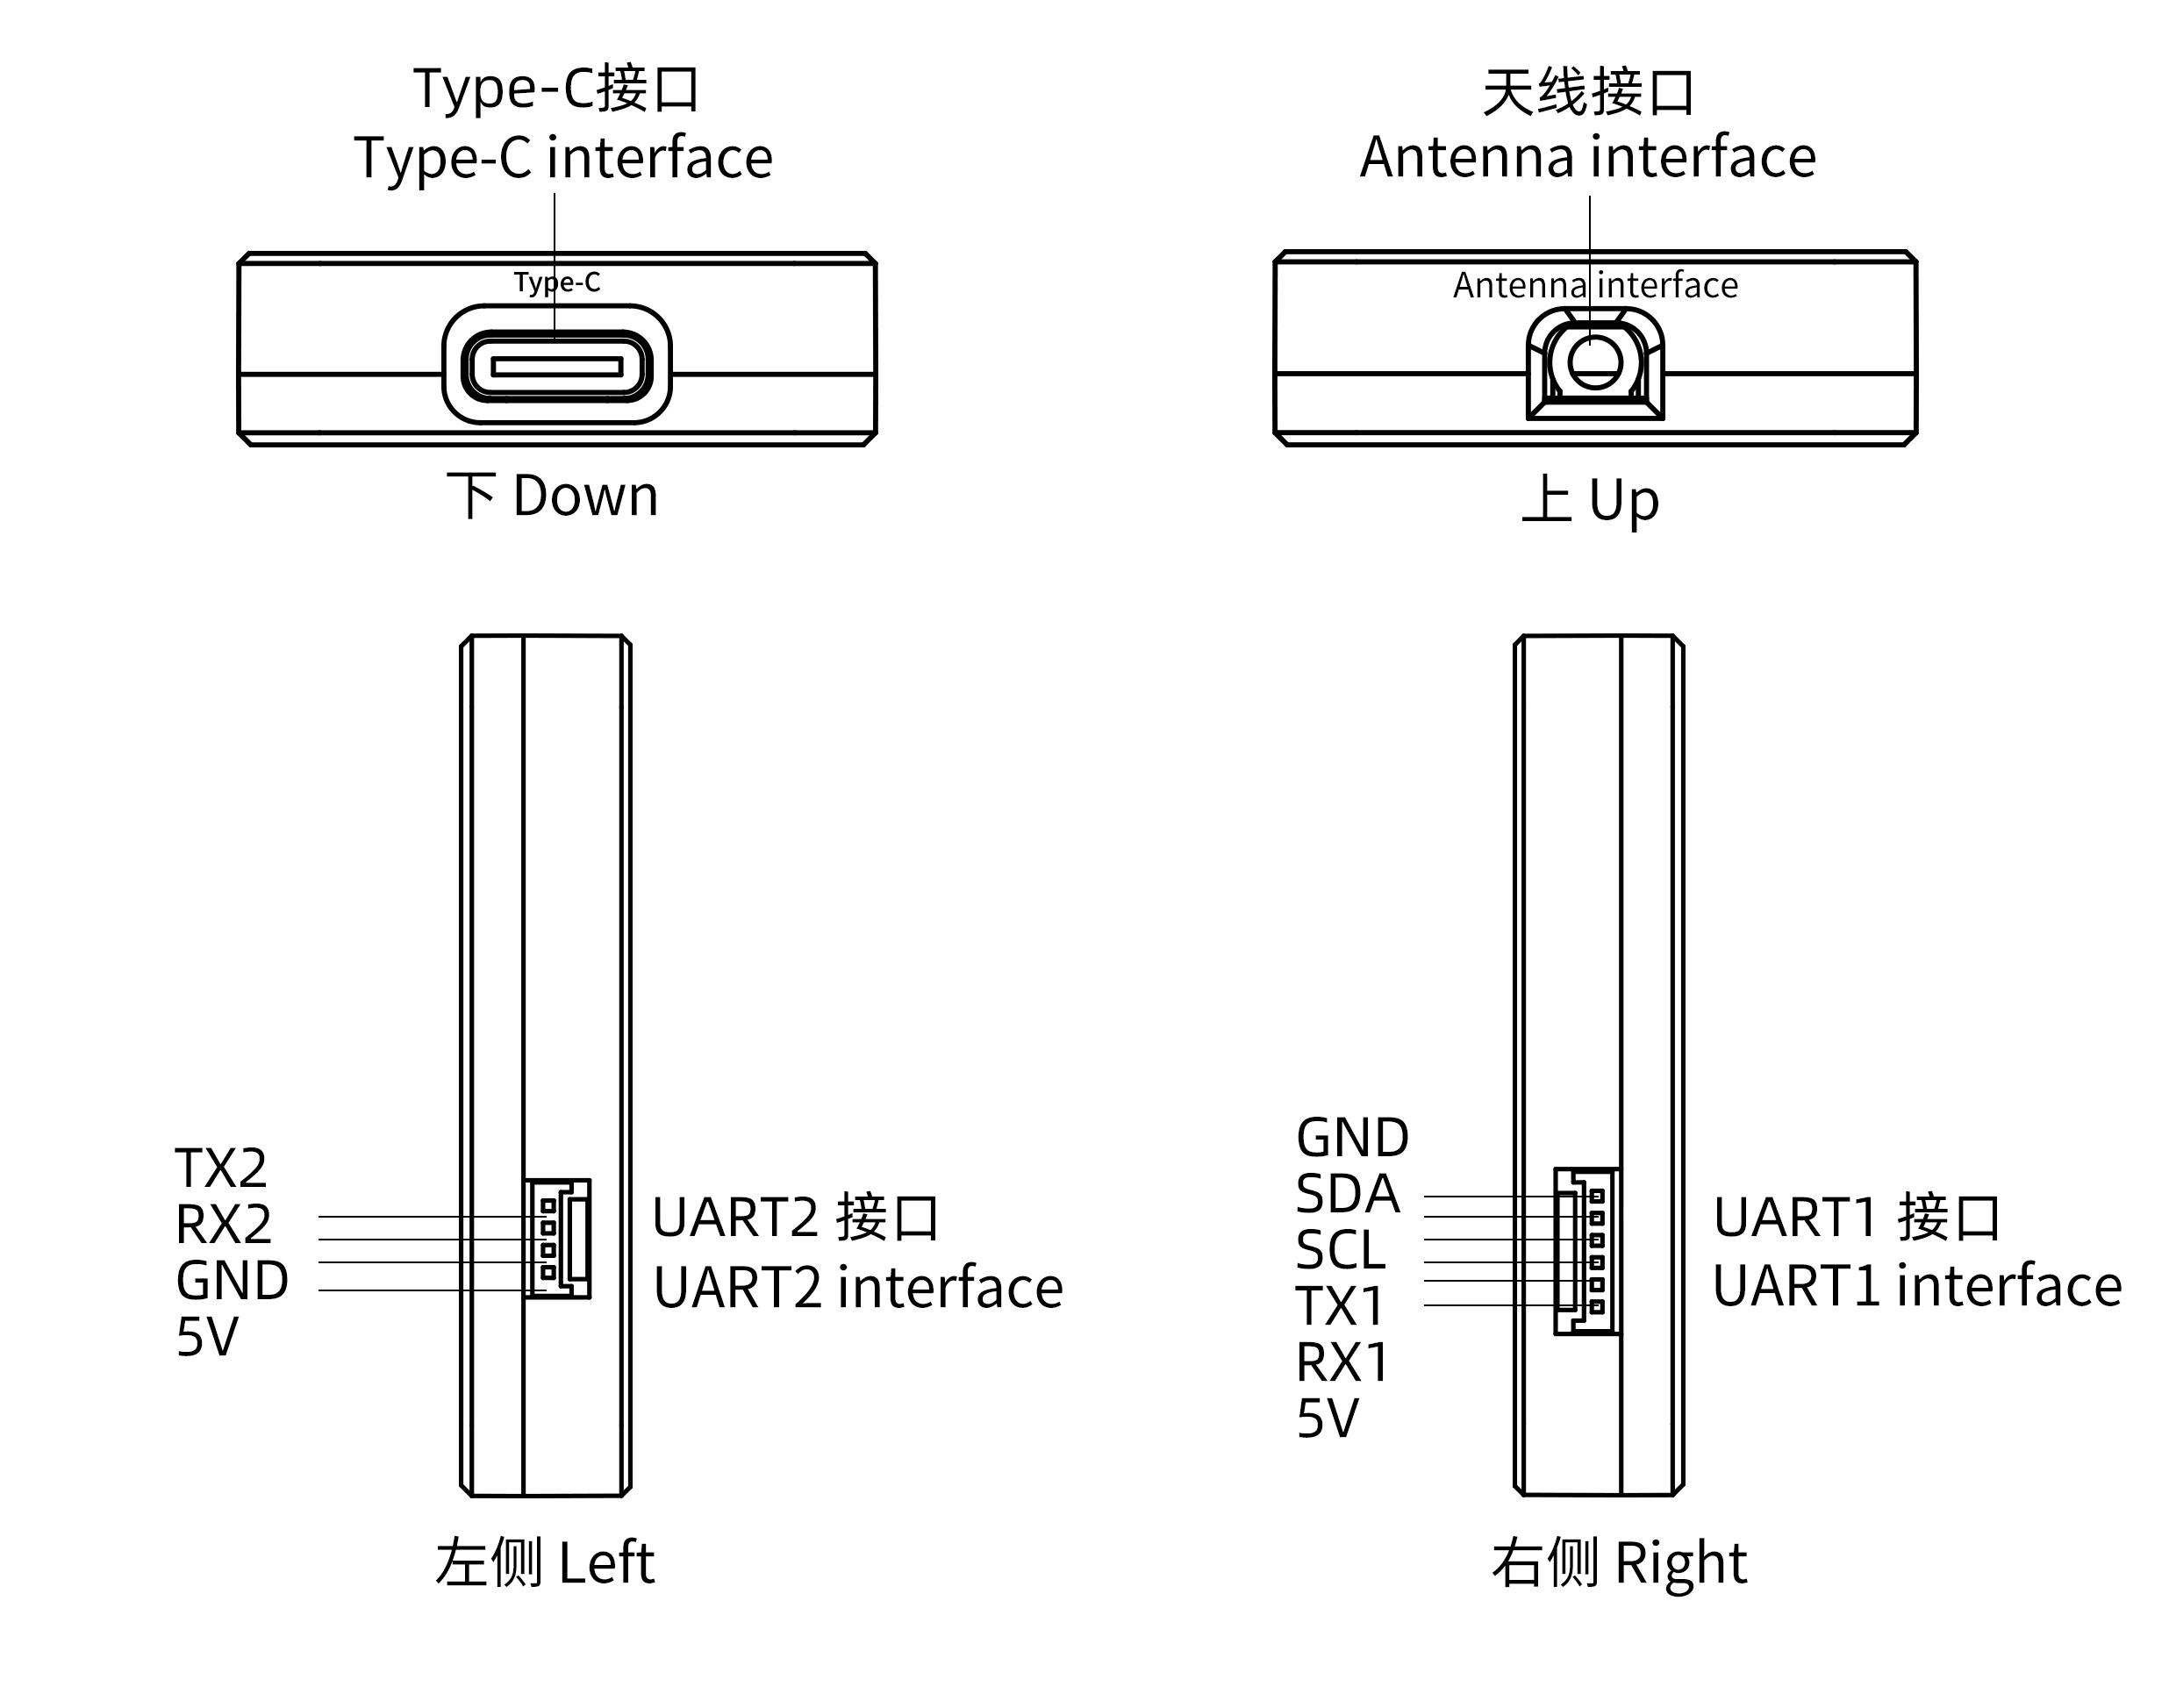 Type-C接口
Type-C interface
Type-C
下 Down
天线接口
Antenna interface
Antenna interface
上 Up
TX2
RX2
GND
5V
UART2 接口
UART2 interface
左侧 Left
GND
SDA
SCL
TX1
RX1
5V
UART1 接口
UART1 interface
右侧 Right